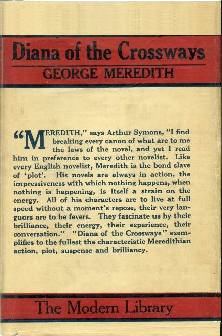 Diana of the Crossways
GEORGE MEREDITH
"MEREDITH," says Arthur Symons, "I find
breaking every canon of what are to me
the laws of the novel, and yet I read
him in preference to every other novelist. Like
every English novelist, Meredith is the bond slave
of 'plot'. His novels are always in action, the
impressiveness with which nothing happens, when
nothing is happening, is itself a strain on the
energy. All of his characters are to live at full
speed without a moment's repose, their very lan-
guors are to be fevers. They fascinate us by their
brilliance, their energy, their experience, their
conversation." "Diana of the Crossways" exem-
plifies to the fullest the characteristic Meredithian
action, plot, suspense and brilliancy.
The Modern Library